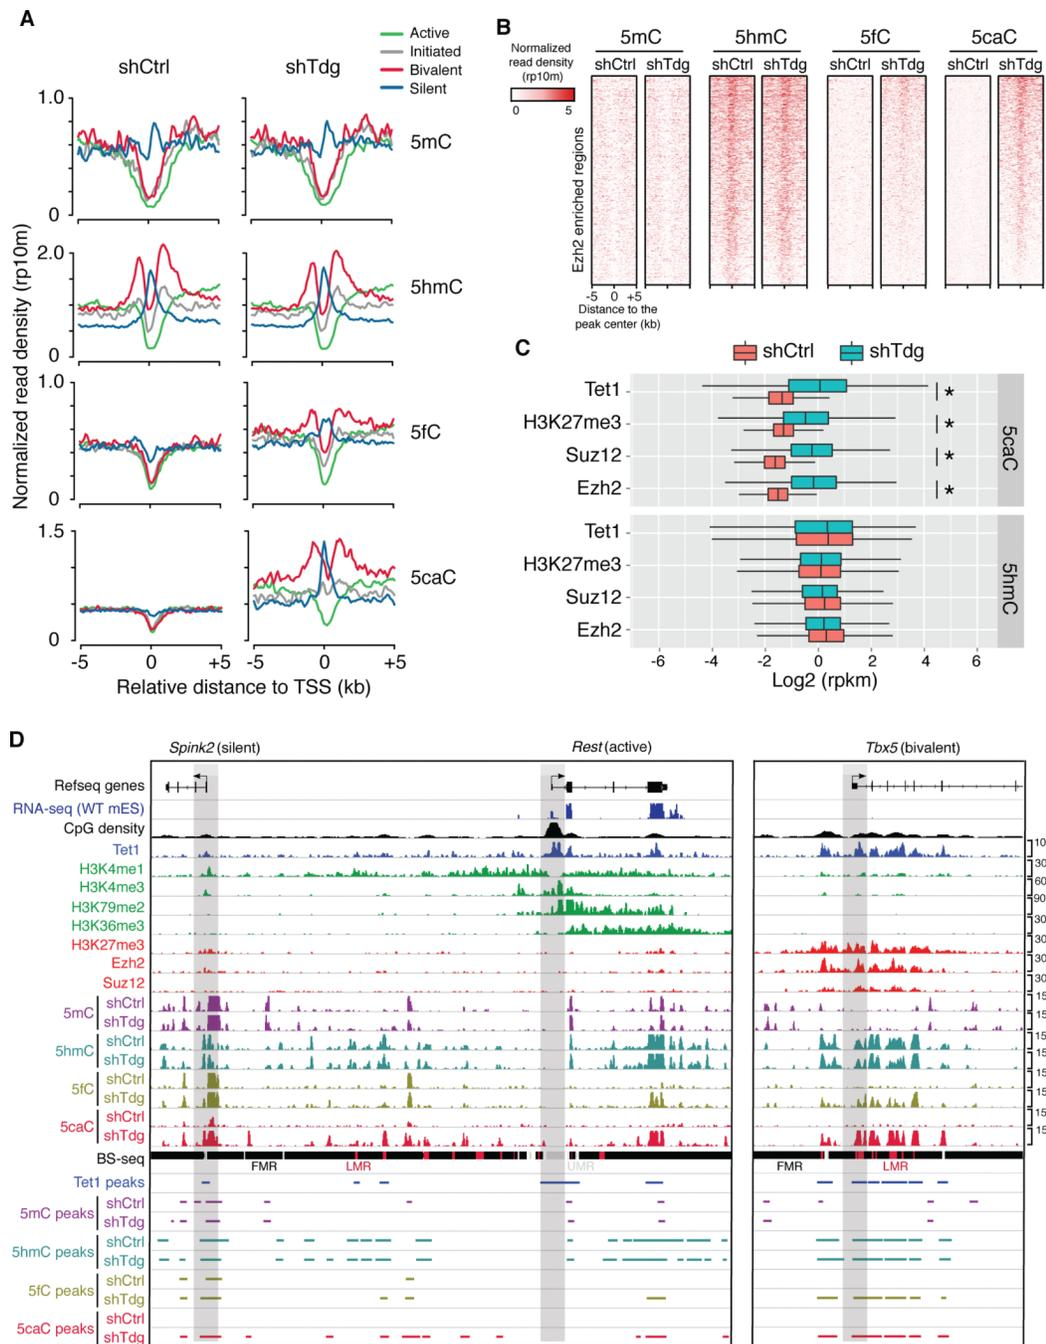 A
Active
Initiated
Bivalent
Silent
shCtrl
shTdg
1.0
0
5mC
2.0
0
5hmC
1.0
0
5fC
1.5
0
5caC
Normalized read density (rp10m)
-5 0 +5 -5 0 +5
Relative distance to TSS (kb)
B
Normalized
read density
(rp10m)
0 5
5mC 5hmC 5fC 5caC
shCtrl shTdg shCtrl shTdg shCtrl shTdg shCtrl shTdg
Ezh2 enriched regions
-5 0 +5
Distance to the
peak center (kb)
C
shCtrl shTdg
Tet1 *
H3K27me3 *
Suz12 *
Ezh2 *
5caC
Tet1
H3K27me3
Suz12
Ezh2
5hmC
-6 -4 -2 0 2 4 6
Log2 (rpkm)
D
Spink2 (silent) Rest (active) Tbx5 (bivalent)
Refseq genes
RNA-seq (WT mES)
CpG density
Tet1 10
H3K4me1 30
H3K4me3 60
H3K79me2 90
H3K36me3 30
H3K27me3 30
Ezh2 30
Suz12 30
5mC shCtrl 15
shTdg 15
5hmC shCtrl 15
shTdg 15
5fC shCtrl 15
shTdg 15
5caC shCtrl 15
shTdg 15
BS-seq
FMR LMR UMR FMR LMR
Tet1 peaks
5mC peaks shCtrl
shTdg
5hmC peaks shCtrl
shTdg
5fC peaks shCtrl
shTdg
5caC peaks shCtrl
shTdg